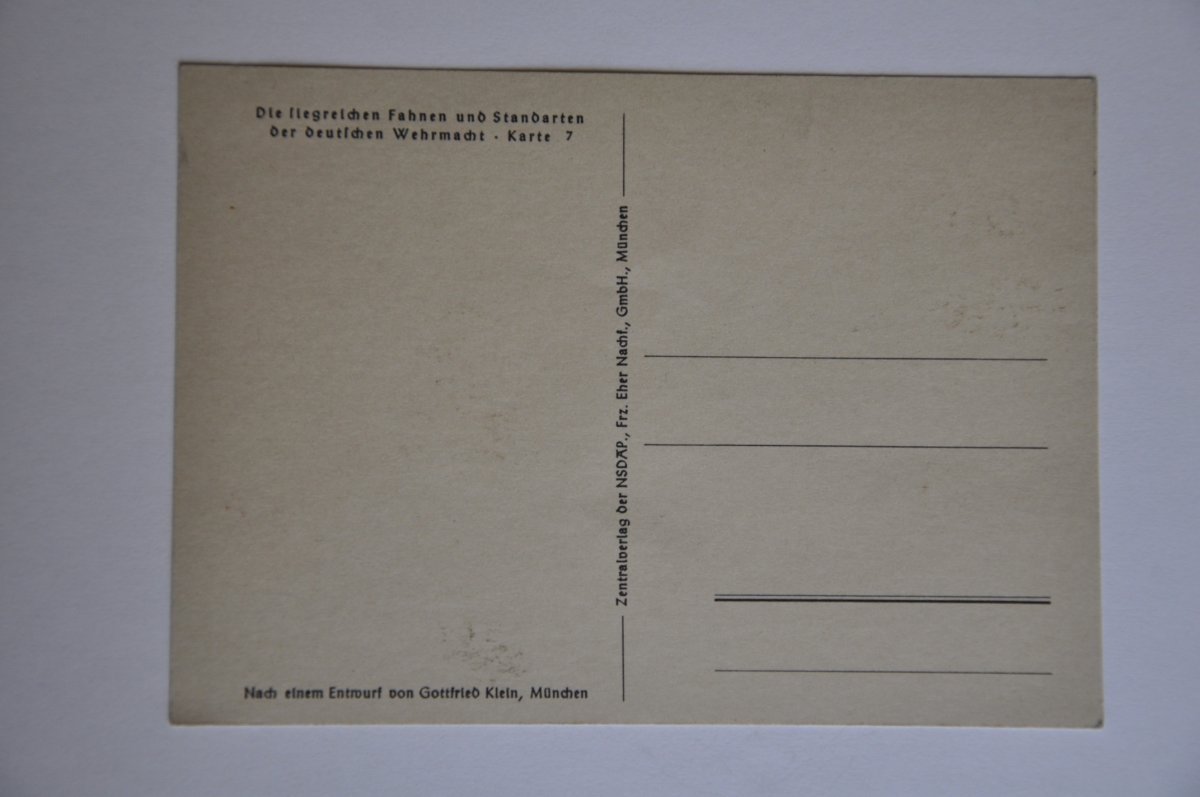 Die siegreichen Fahnen und Standarten
der deutschen Wehrmacht · Karte 7
Zentralverlag der NSDAP., Frz. Eher Nachf., GmbH., München
Nach einem Entwurf von Gottfried Klein, München